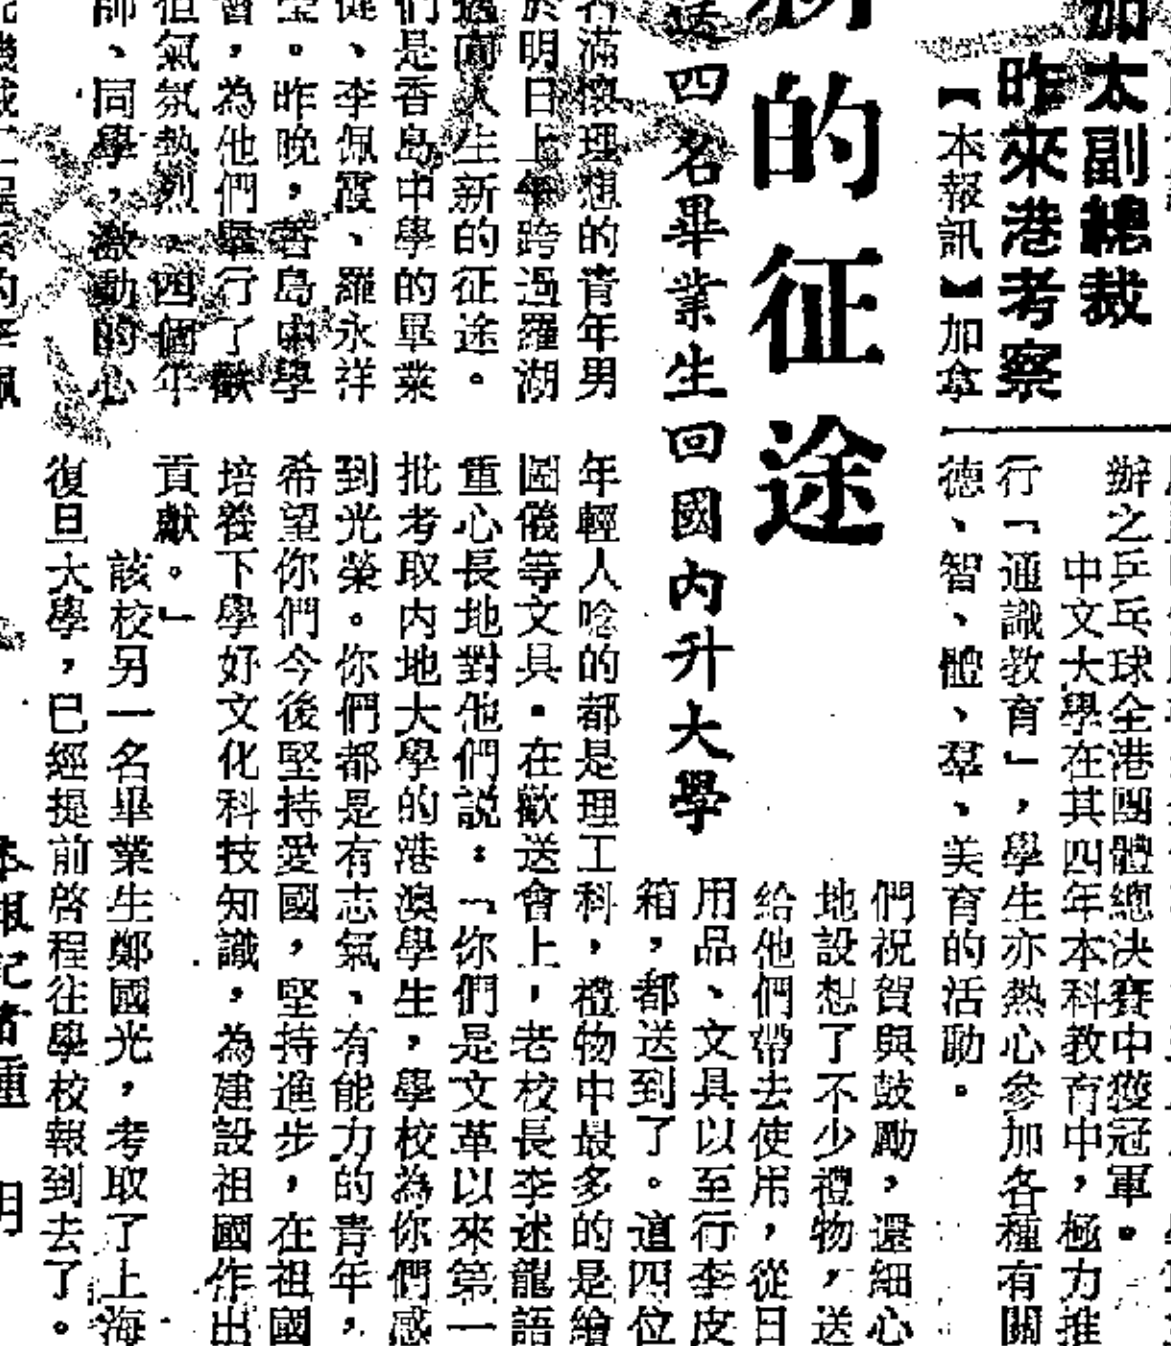 加太副總裁
昨來港考察
【本報訊】加拿
辦之乒乓球全港團體總決賽中獲冠軍。
中文大學在其四年本科教育中，極力推
行「通識教育」，學生亦熱心參加各種有關
德、智、體、羣、美育的活動。
的征途
送四名畢業生回國內升大學
滿懷理想的青年男
於明日上午跨過羅湖
邁向人生新的征途。
們是香島中學的畢業
健、李佩霞、羅永祥
瑩。昨晚，香島中學
會，為他們舉行了歡
但氣氛熱烈，四個年
師、同學，激動的心
們祝賀與鼓勵，還細心
地設想了不少禮物，送
給他們帶去使用，從日
用品、文具以至行李皮
箱，都送到了。這四位
年輕人唸的都是理工科，禮物中最多的是繪
圖儀等文具。在歡送會上，老校長李述龍語
重心長地對他們説：「你們是文革以來第一
批考取内地大學的港澳學生，學校為你們感
到光榮。你們都是有志氣、有能力的青年，
希望你們今後堅持愛國，堅持進步，在祖國
培養下學好文化科技知識，為建設祖國作出
貢獻。」
該校另一名畢業生鄭國光，考取了上海
復旦大學，已經提前啓程往學校報到去了。
本報記者鍾 明